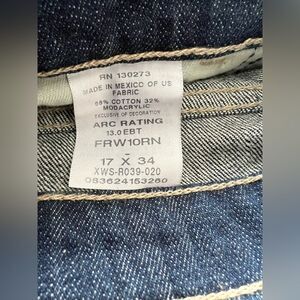 RN 130273
MADE IN MEXICO OF US
FABRIC
68% COTTON 32%
MODACRYLIC
EXCLUSIVE OF DECORATION
ARC RATING
13.0 EBT
FRW10RN
-
17 X 34
XWS-R039-020
083624153260